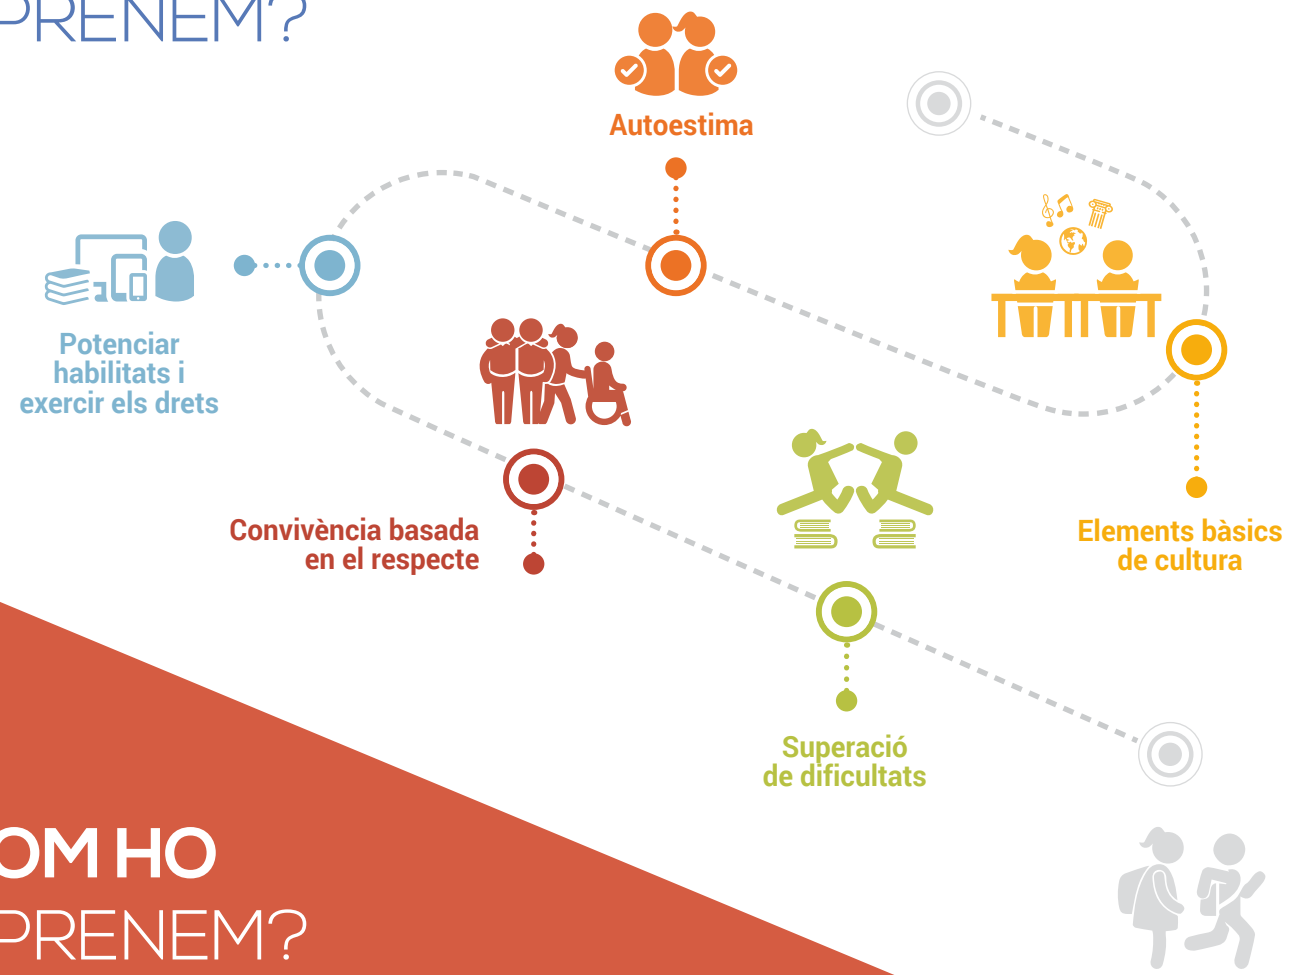 PRENEM?
Autoestima
Potenciar
habilitats i
exercir els drets
Convivència basada
en el respecte
Elements bàsics
de cultura
Superació
de dificultats
OM HO
PRENEM?